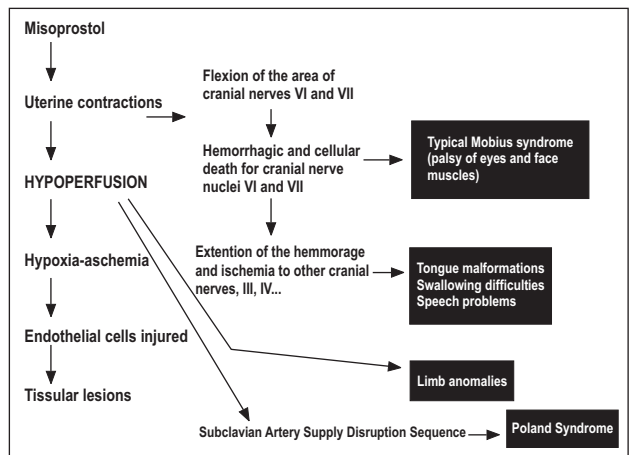 Misoprostol
Uterine contractions
HYPOPERFUSION
Hypoxia-aschemia
Endothelial cells injured
Tissular lesions
Flexion of the area of
cranial nerves VI and VII
Hemorrhagic and cellular
death for cranial nerve
nuclei VI and VII
Typical Mobius syndrome
(palsy of eyes and face
muscles)
Extention of the hemmorage
and ischemia to other cranial
nerves, III, IV...
Tongue malformations
Swallowing difficulties
Speech problems
Limb anomalies
Subclavian Artery Supply Disruption Sequence
Poland Syndrome